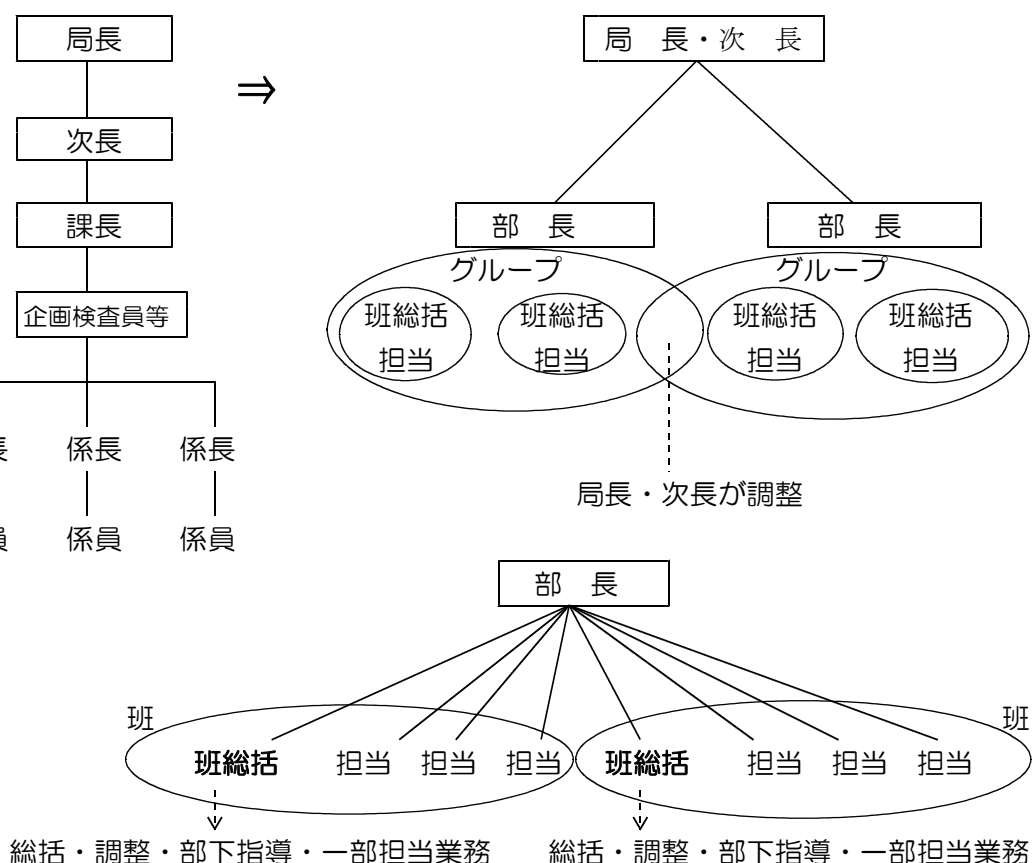 局長
次長
課長
企画検査員等
長 係長 係長
員 係員 係員
⇒
局　長・次　長
部　長 部　長
グループ グループ
班総括 班総括 班総括 班総括
担当 担当 担当 担当
局長・次長が調整
部　長
班 班
班総括 担当 担当 担当 班総括 担当 担当 担当
総括・調整・部下指導・一部担当業務 総括・調整・部下指導・一部担当業務